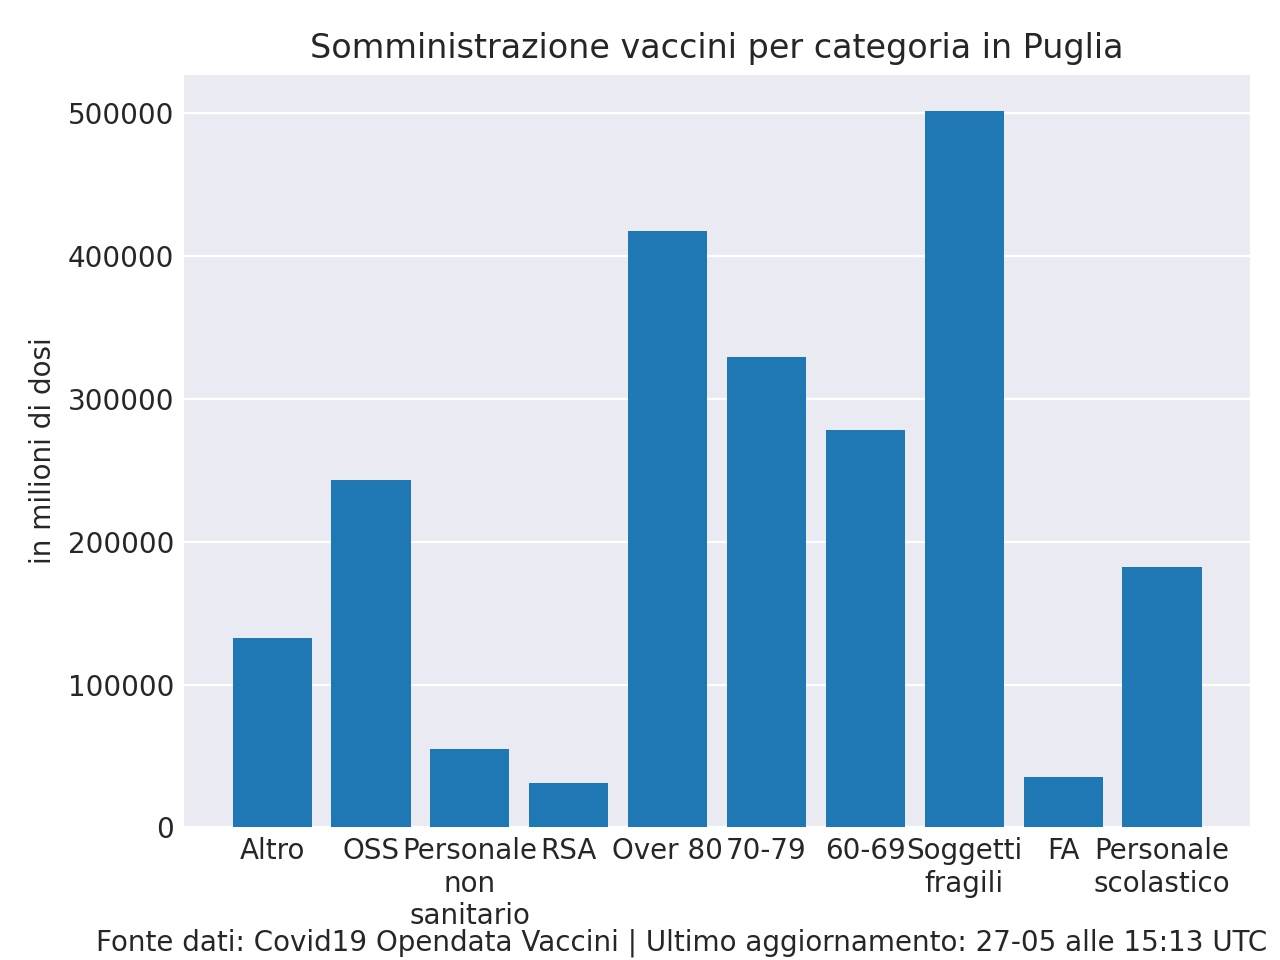 Somministrazione vaccini per categoria in Puglia
in milioni di dosi
500000
400000
300000
200000
100000
0
Altro
OSS
Personale
non
sanitario
RSA
Over 80
70-79
60-69
Soggetti
fragili
FA
Personale
scolastico
Fonte dati: Covid19 Opendata Vaccini | Ultimo aggiornamento: 27-05 alle 15:13 UTC